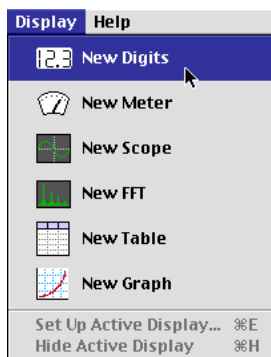 Display Help
12.3 New Digits
New Meter
New Scope
New FFT
New Table
New Graph
Set Up Active Display... ⌘E
Hide Active Display ⌘H